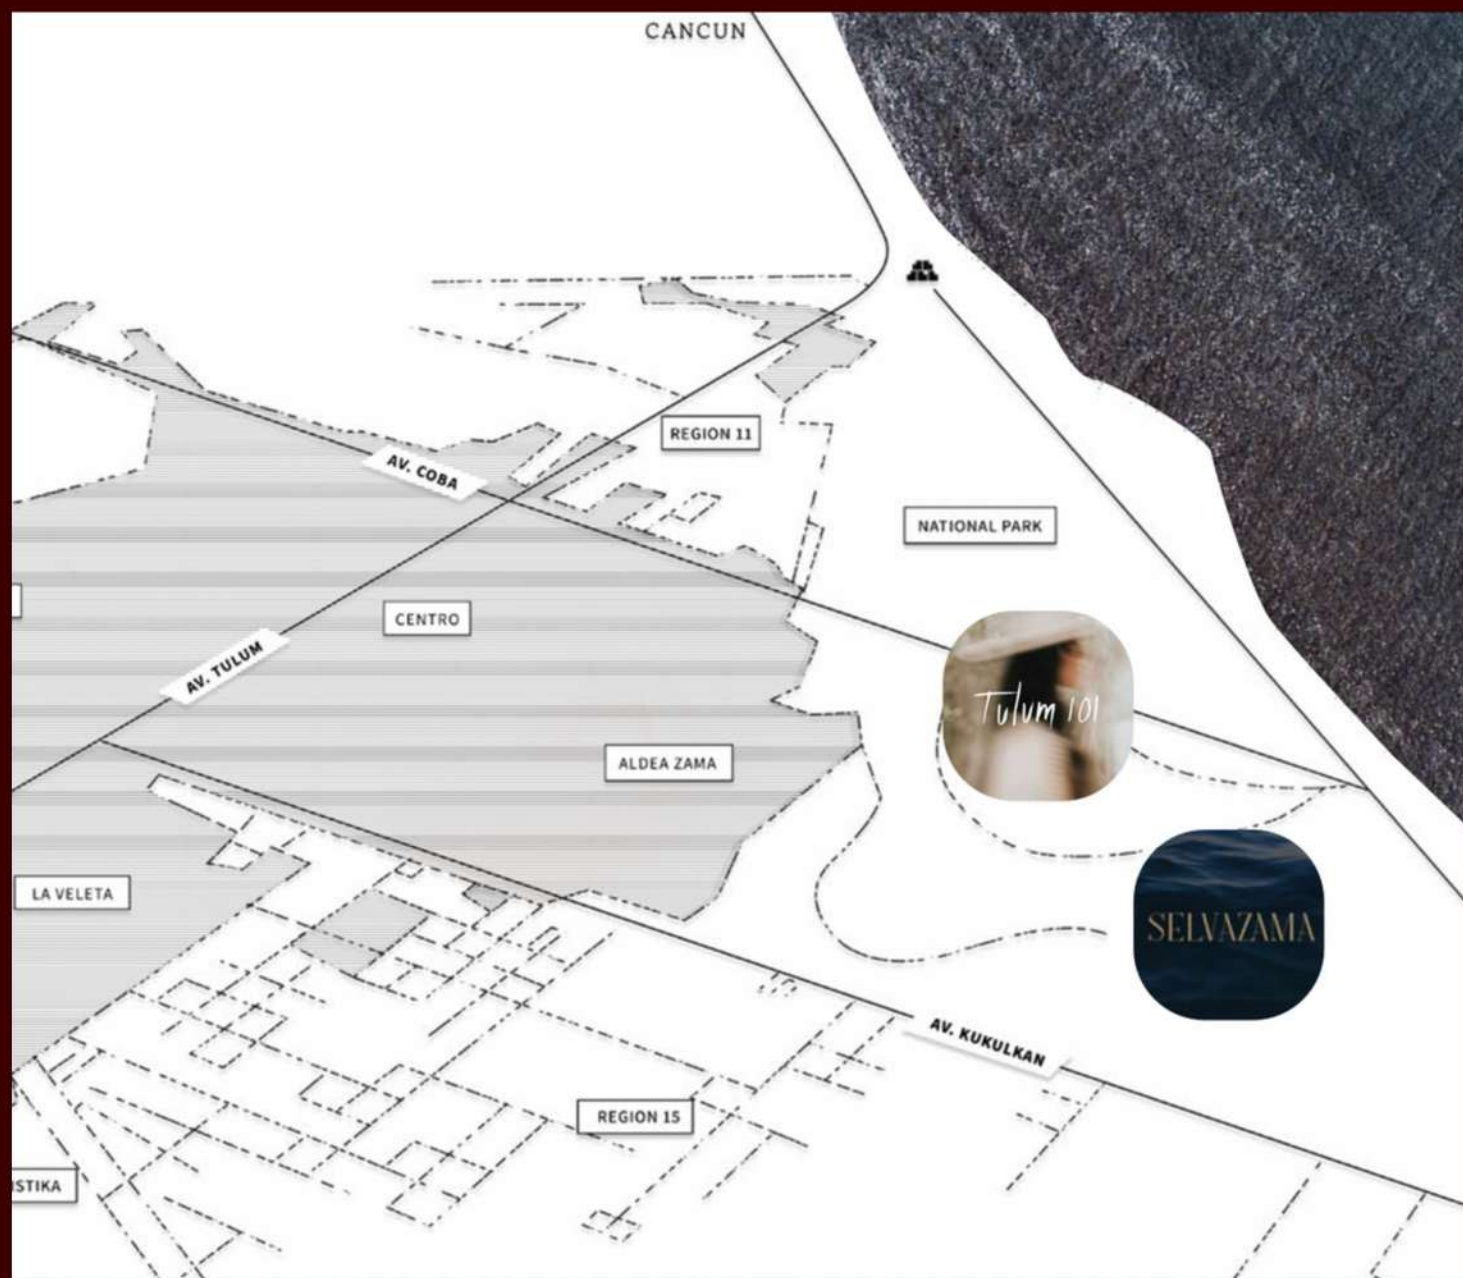 CANCUN
REGION 11
AV. COBA
NATIONAL PARK
CENTRO
AV. TULUM
Tulum 101
ALDEA ZAMA
LA VELETA
SELVAZAMA
AV. KUKULKAN
REGION 15
ISTIKA